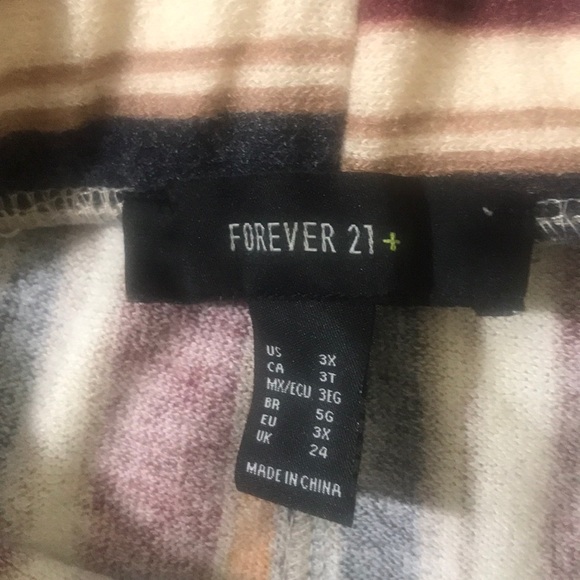 FOREVER 21+
US 3X
CA 3T
MX/ECU 3EG
BR 5G
EU 3X
UK 24
MADE IN CHINA